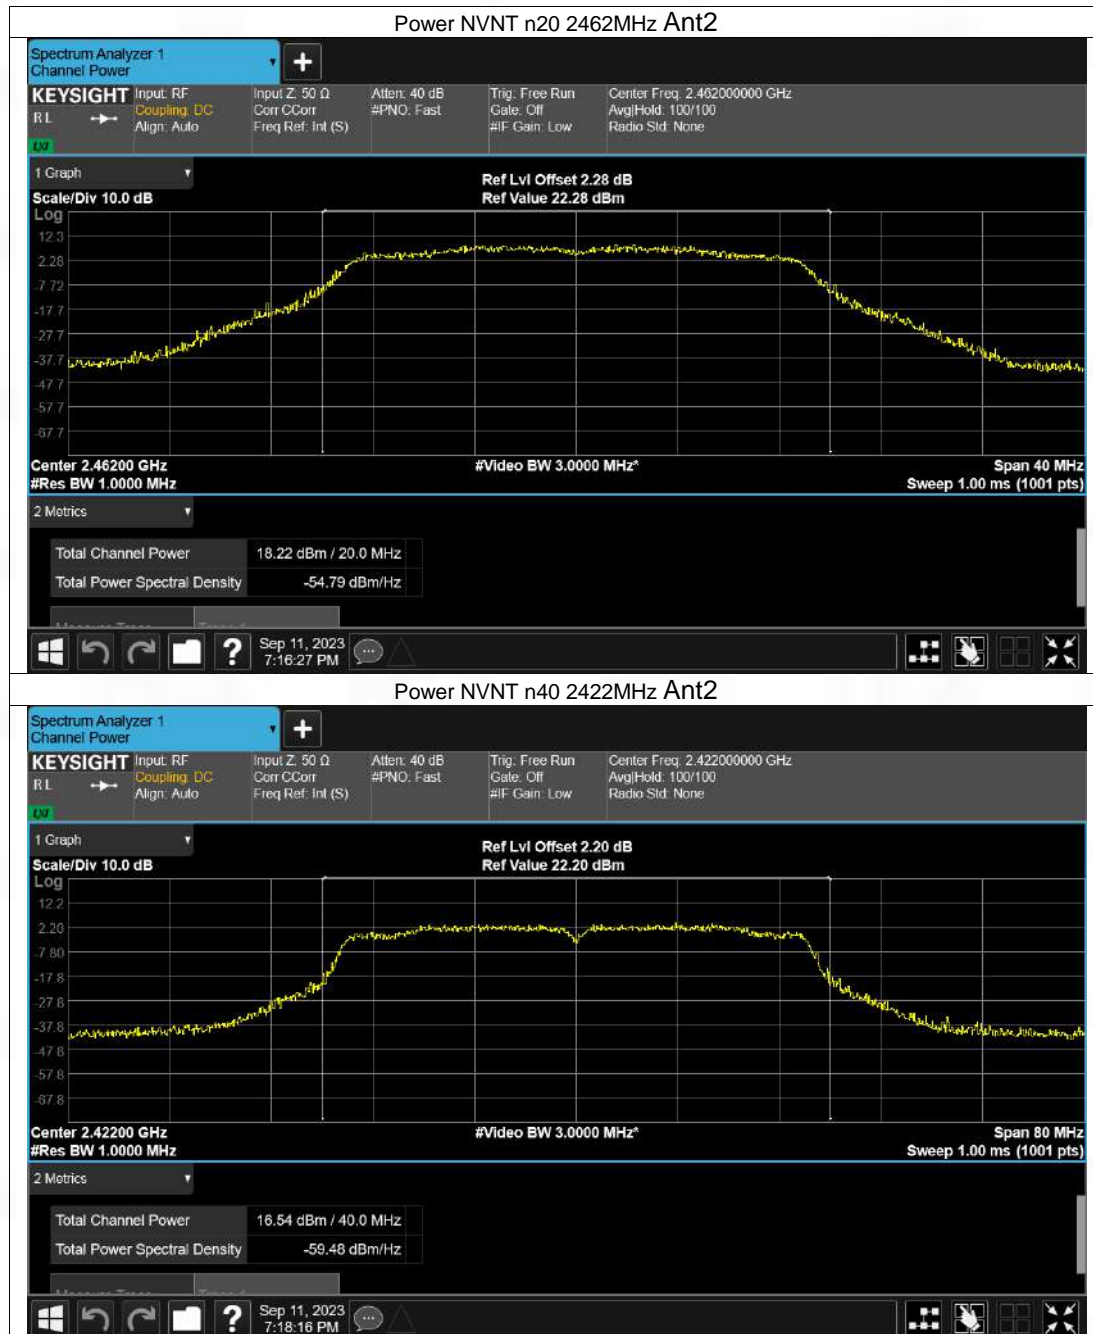 Power NVNT n20 2462MHz Ant2
Spectrum Analyzer 1
Channel Power
KEYSIGHT
R L
LXI
Input: RF
Coupling: DC
Align: Auto
Input Z: 50 Ω
Corr CCorr
Freq Ref: Int (S)
Atten: 40 dB
#PNO: Fast
Trig: Free Run
Gate: Off
#IF Gain: Low
Center Freq: 2.462000000 GHz
Avg|Hold: 100/100
Radio Std: None
1 Graph
Ref Lvl Offset 2.28 dB
Scale/Div 10.0 dB
Ref Value 22.28 dBm
Log
12.3
2.28
-7.72
-17.7
-27.7
-37.7
-47.7
-57.7
-67.7
Center 2.46200 GHz
#Video BW 3.0000 MHz*
Span 40 MHz
#Res BW 1.0000 MHz
Sweep 1.00 ms (1001 pts)
2 Metrics
Total Channel Power 18.22 dBm / 20.0 MHz
Total Power Spectral Density -54.79 dBm/Hz
Sep 11, 2023
7:16:27 PM
Power NVNT n40 2422MHz Ant2
Spectrum Analyzer 1
Channel Power
KEYSIGHT
R L
LXI
Input: RF
Coupling: DC
Align: Auto
Input Z: 50 Ω
Corr CCorr
Freq Ref: Int (S)
Atten: 40 dB
#PNO: Fast
Trig: Free Run
Gate: Off
#IF Gain: Low
Center Freq: 2.422000000 GHz
Avg|Hold: 100/100
Radio Std: None
1 Graph
Ref Lvl Offset 2.20 dB
Scale/Div 10.0 dB
Ref Value 22.20 dBm
Log
12.2
2.20
-7.80
-17.8
-27.8
-37.8
-47.8
-57.8
-67.8
Center 2.42200 GHz
#Video BW 3.0000 MHz*
Span 80 MHz
#Res BW 1.0000 MHz
Sweep 1.00 ms (1001 pts)
2 Metrics
Total Channel Power 16.54 dBm / 40.0 MHz
Total Power Spectral Density -59.48 dBm/Hz
Sep 11, 2023
7:18:16 PM